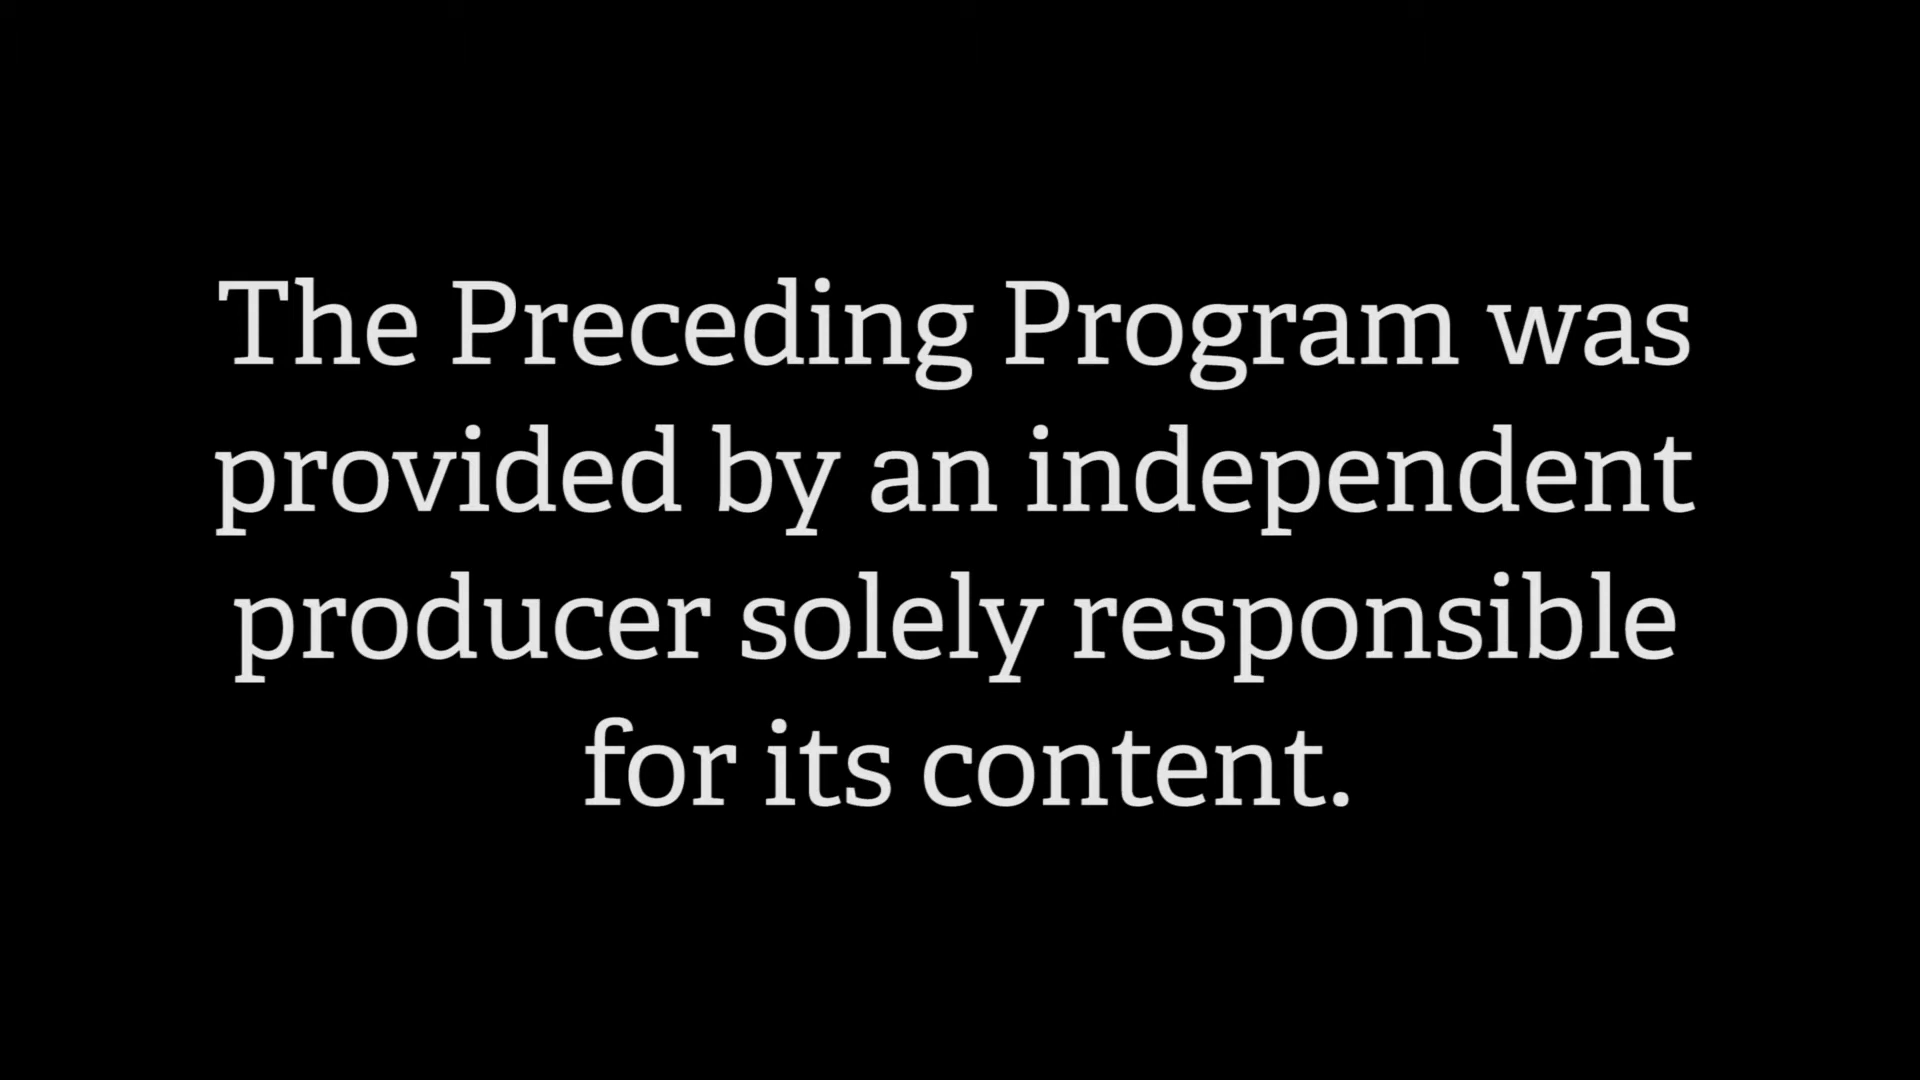 The Preceding Program was
provided by an independent
producer solely responsible
for its content.